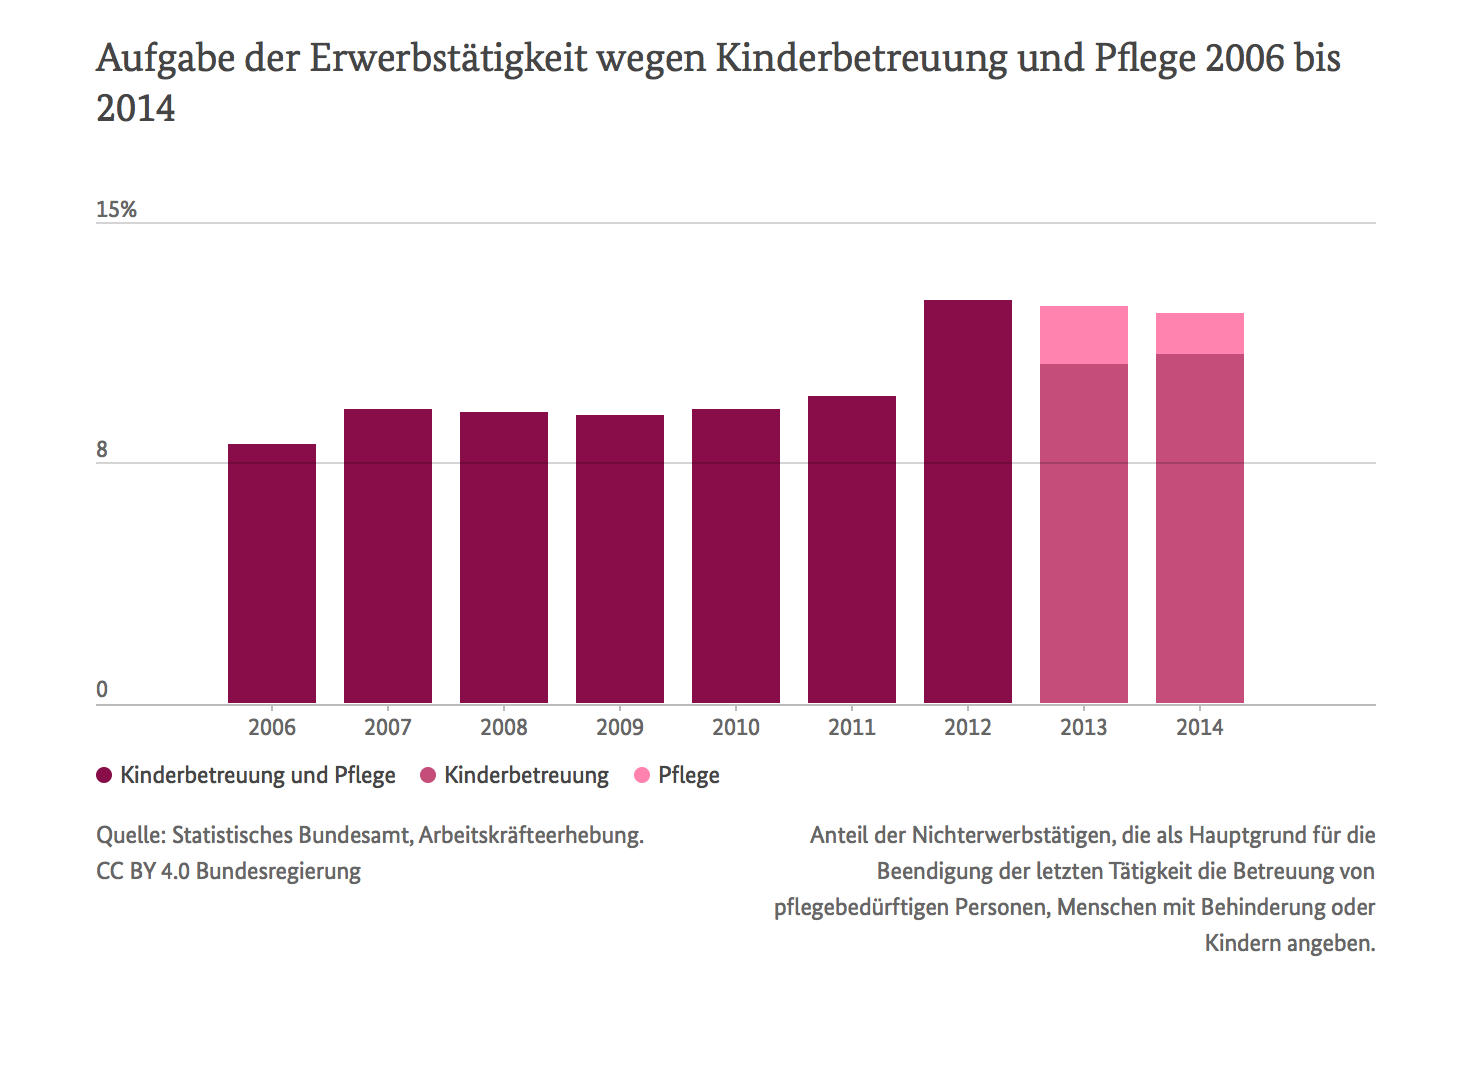 Aufgabe der Erwerbstätigkeit wegen Kinderbetreuung und Pflege 2006 bis
2014
15%
8
0
2006 2007 2008 2009 2010 2011 2012 2013 2014
Kinderbetreuung und Pflege Kinderbetreuung Pflege
Quelle: Statistisches Bundesamt, Arbeitskräfteerhebung.
CC BY 4.0 Bundesregierung
Anteil der Nichterwerbstätigen, die als Hauptgrund für die
Beendigung der letzten Tätigkeit die Betreuung von
pflegebedürftigen Personen, Menschen mit Behinderung oder
Kindern angeben.